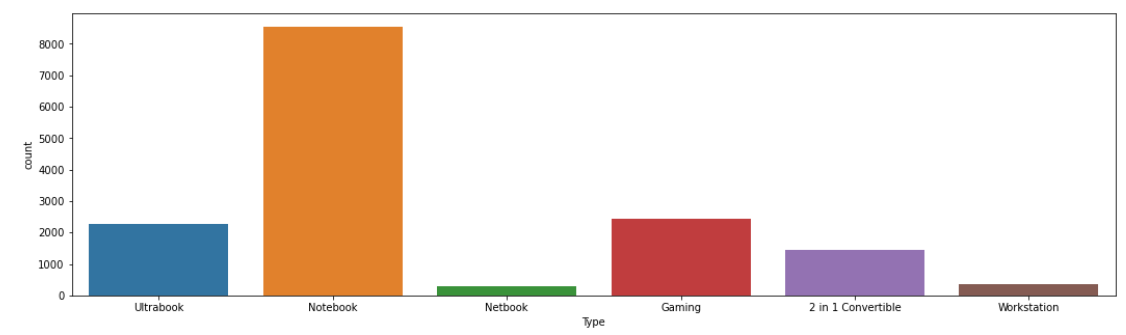 8000
7000
6000
5000
4000
3000
2000
1000
0
count
Ultrabook
Notebook
Netbook
Gaming
2 in 1 Convertible
Workstation
Type